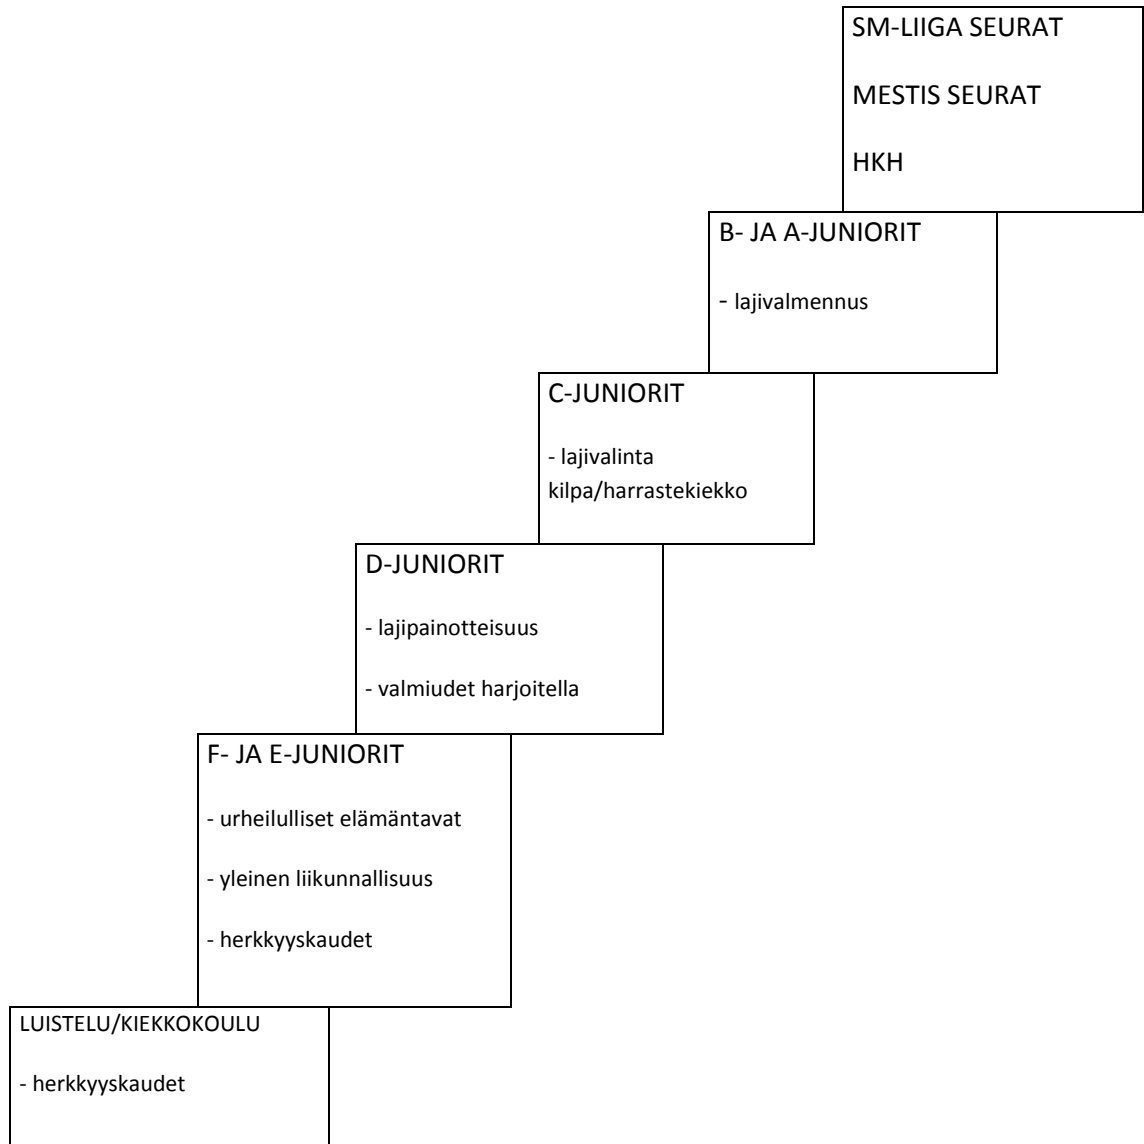 SM-LIIGA SEURAT
MESTIS SEURAT
HKH
B- JA A-JUNIORIT
- lajivalmennus
C-JUNIORIT
- lajivalinta
kilpa/harrastekiekko
D-JUNIORIT
- lajipainotteisuus
- valmiudet harjoitella
F- JA E-JUNIORIT
- urheilulliset elämäntavat
- yleinen liikunnallisuus
- herkkyyskaudet
LUISTELU/KIEKKOKOULU
- herkkyyskaudet